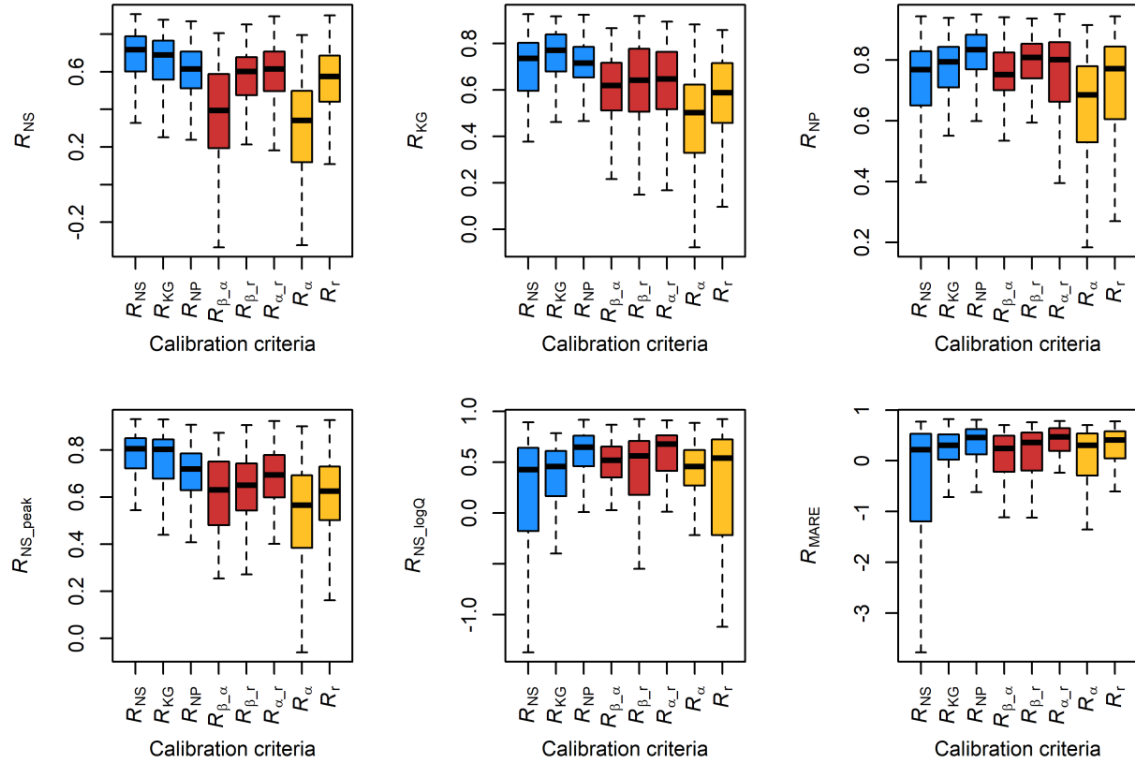 R_NS
0.6
0.2
-0.2
R_NS R_KG R_NP R_β_α R_β_r R_α_r R_α R_r
Calibration criteria
R_KG
0.8
0.6
0.4
0.2
0.0
R_NS R_KG R_NP R_β_α R_β_r R_α_r R_α R_r
Calibration criteria
R_NP
0.8
0.6
0.4
0.2
R_NS R_KG R_NP R_β_α R_β_r R_α_r R_α R_r
Calibration criteria
R_NS_peak
0.8
0.6
0.4
0.2
0.0
R_NS R_KG R_NP R_β_α R_β_r R_α_r R_α R_r
Calibration criteria
R_NS_logQ
1.0
0.5
0.0
-1.0
R_NS R_KG R_NP R_β_α R_β_r R_α_r R_α R_r
Calibration criteria
R_MARE
1
0
-1
-2
-3
R_NS R_KG R_NP R_β_α R_β_r R_α_r R_α R_r
Calibration criteria